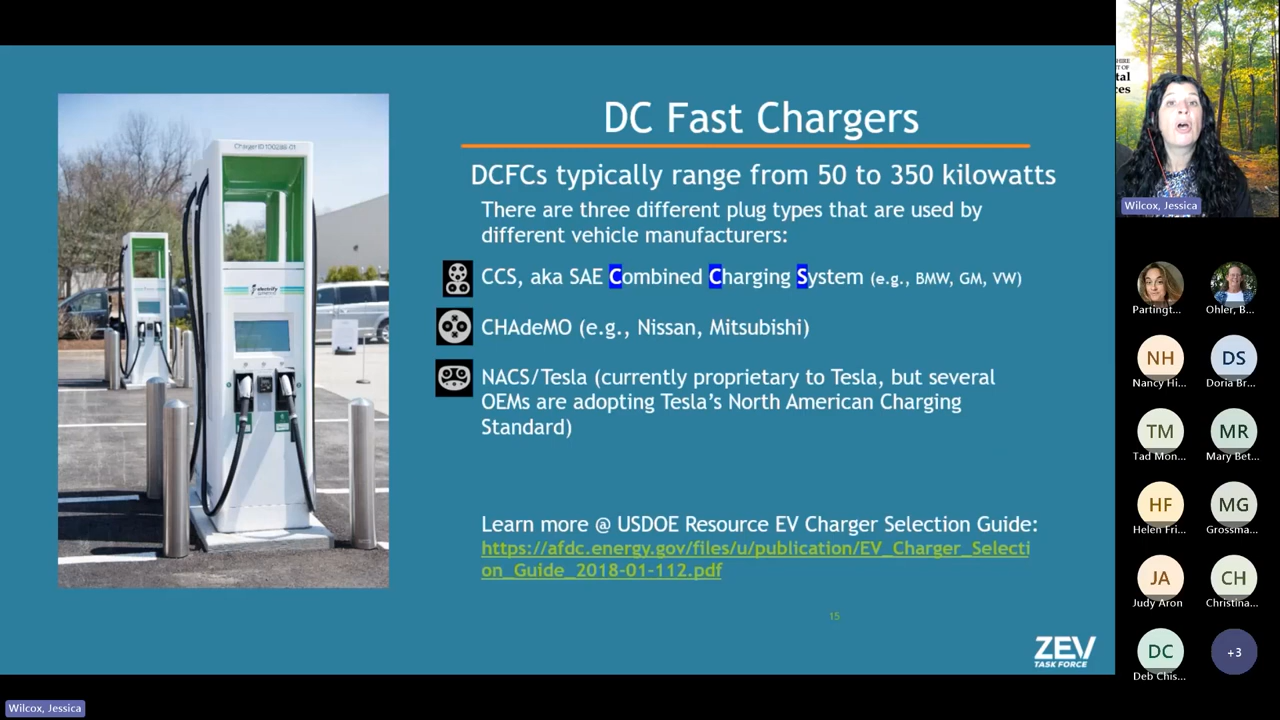 DC Fast Chargers
DCFCs typically range from 50 to 350 kilowatts
There are three different plug types that are used by
different vehicle manufacturers:
CCS, aka SAE Combined Charging System (e.g., BMW, GM, VW)
CHAdeMO (e.g., Nissan, Mitsubishi)
NACS/Tesla (currently proprietary to Tesla, but several
OEMs are adopting Tesla's North American Charging
Standard)
Learn more @ USDOE Resource EV Charger Selection Guide:
https://afdc.energy.gov/files/u/publication/EV_Charger_Selecti
on_Guide_2018-01-112.pdf
15
ZEV
TASK FORCE
Wilcox, Jessica
Wilcox, Jessica
Partingt...
Ohler, B...
NH
Nancy Hi...
DS
Doria Br...
TM
Tad Mon...
MR
Mary Bet...
HF
Helen Fri...
MG
Grossma...
JA
Judy Aron
CH
Christina...
DC
Deb Chis...
+3